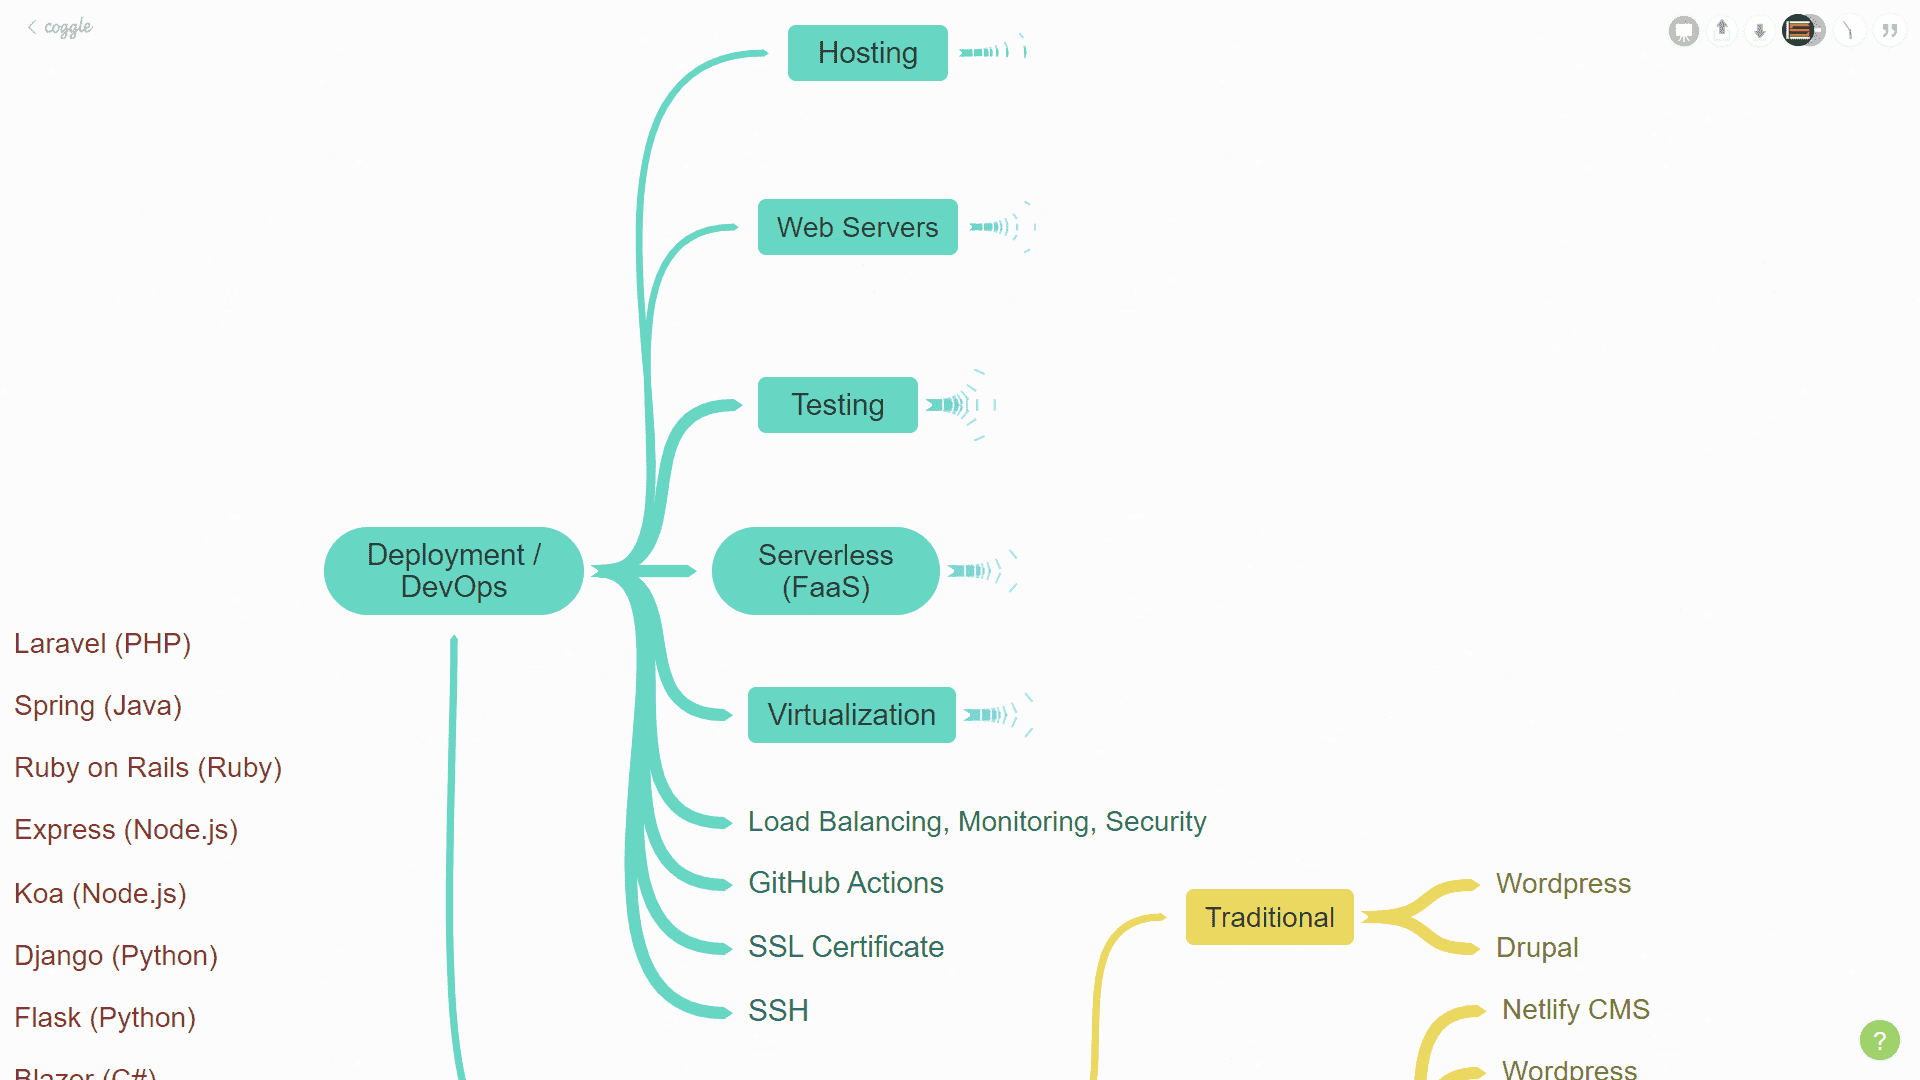 coggle
Hosting
Web Servers
Testing
Deployment /
DevOps
Serverless
(FaaS)
Virtualization
Load Balancing, Monitoring, Security
GitHub Actions
SSL Certificate
SSH
Laravel (PHP)
Spring (Java)
Ruby on Rails (Ruby)
Express (Node.js)
Koa (Node.js)
Django (Python)
Flask (Python)
Blazor (C#)
Traditional
Wordpress
Drupal
Netlify CMS
Wordpress
?